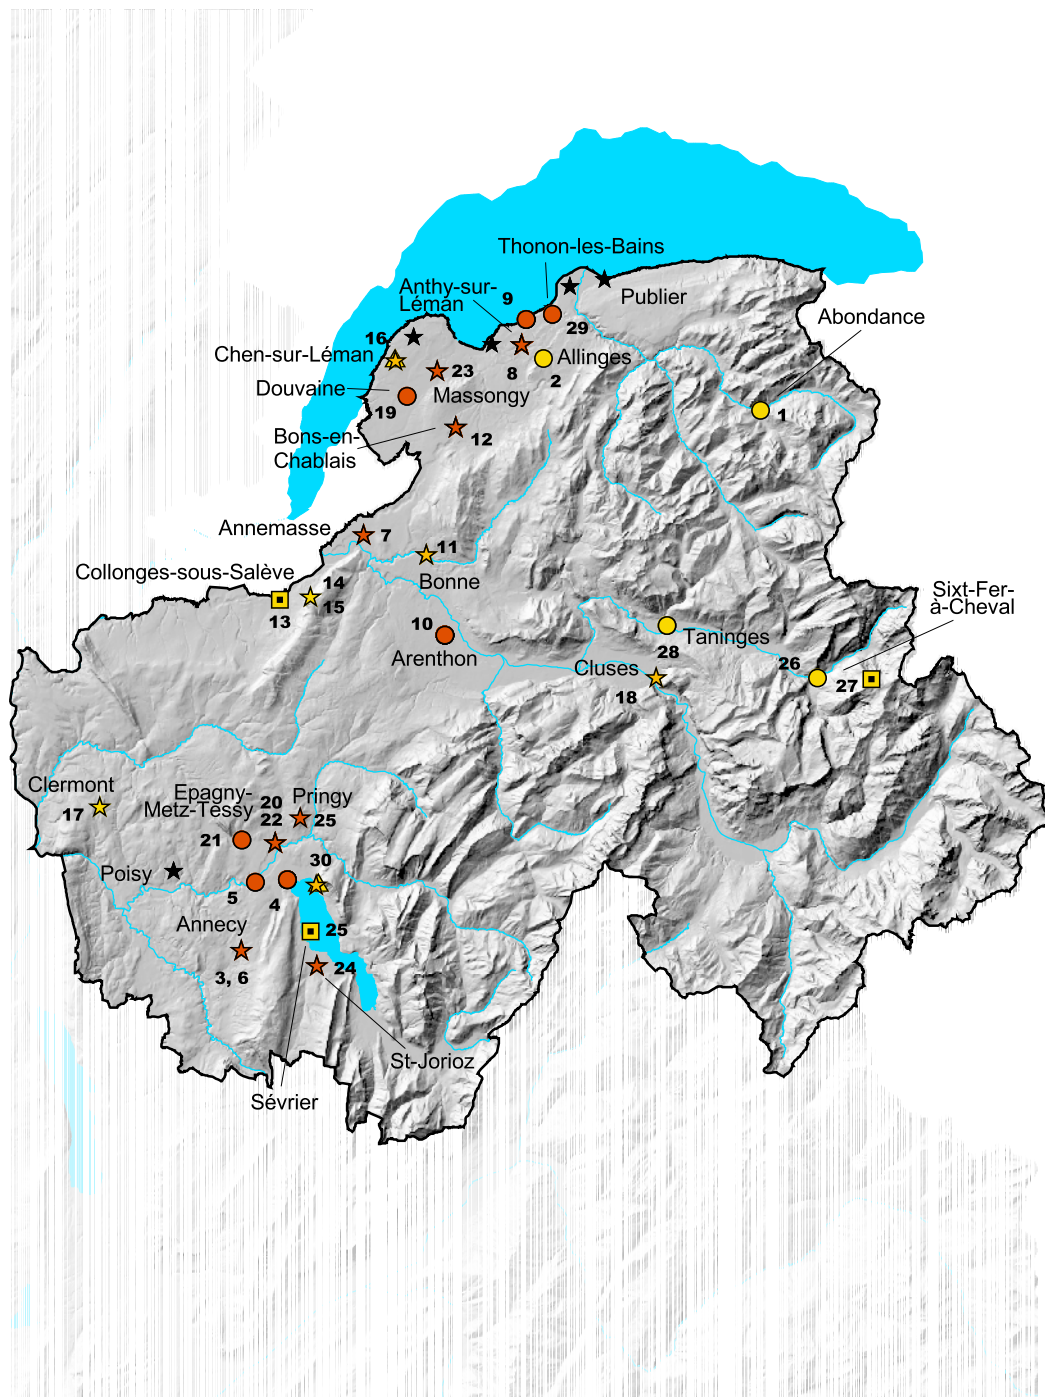 Thonon-les-Bains
Anthy-sur-
Léman
9
Publier
29
Abondance
16
Chen-sur-Léman
8
Allinges
2
Douvaine
23
Massongy
19
1
12
Bons-en-
Chablais
Annemasse
7
11
Bonne
Collonges-sous-Salève
14
15
13
Sixt-Fer-
à-Cheval
10
Arenthon
Taninges
28
26
27
Cluses
18
Clermont
17
Epagny-
Metz-Tessy
20
22
Pringy
25
21
Poisy
30
5
4
Annecy
25
3, 6
24
St-Jorioz
Sévrier